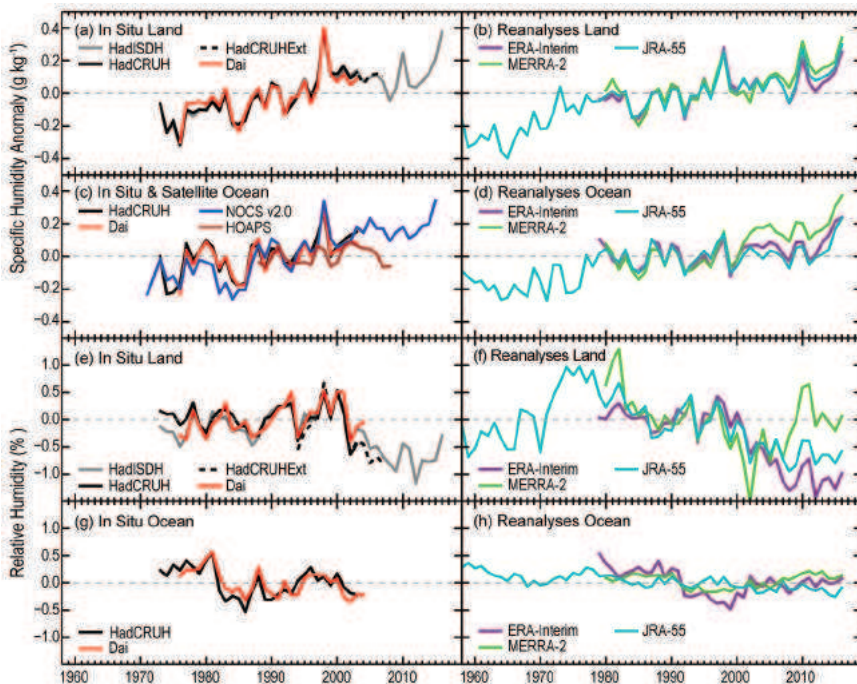 Specific Humidity Anomaly (g kg⁻¹)
Relative Humidity (%)
(a) In Situ Land
HadISDH
HadCRUH
HadCRUHExt
Dai
0.4
0.2
0.0
−0.2
−0.4
(b) Reanalyses Land
ERA-Interim
MERRA-2
JRA-55
(c) In Situ & Satellite Ocean
HadCRUH
Dai
NOCS v2.0
HOAPS
0.4
0.2
0.0
−0.2
−0.4
(d) Reanalyses Ocean
ERA-Interim
MERRA-2
JRA-55
(e) In Situ Land
HadISDH
HadCRUH
HadCRUHExt
Dai
1.0
0.5
0.0
−0.5
−1.0
(f) Reanalyses Land
ERA-Interim
MERRA-2
JRA-55
(g) In Situ Ocean
HadCRUH
Dai
1.0
0.5
0.0
−0.5
−1.0
(h) Reanalyses Ocean
ERA-Interim
MERRA-2
JRA-55
1960 1970 1980 1990 2000 2010 1960 1970 1980 1990 2000 2010